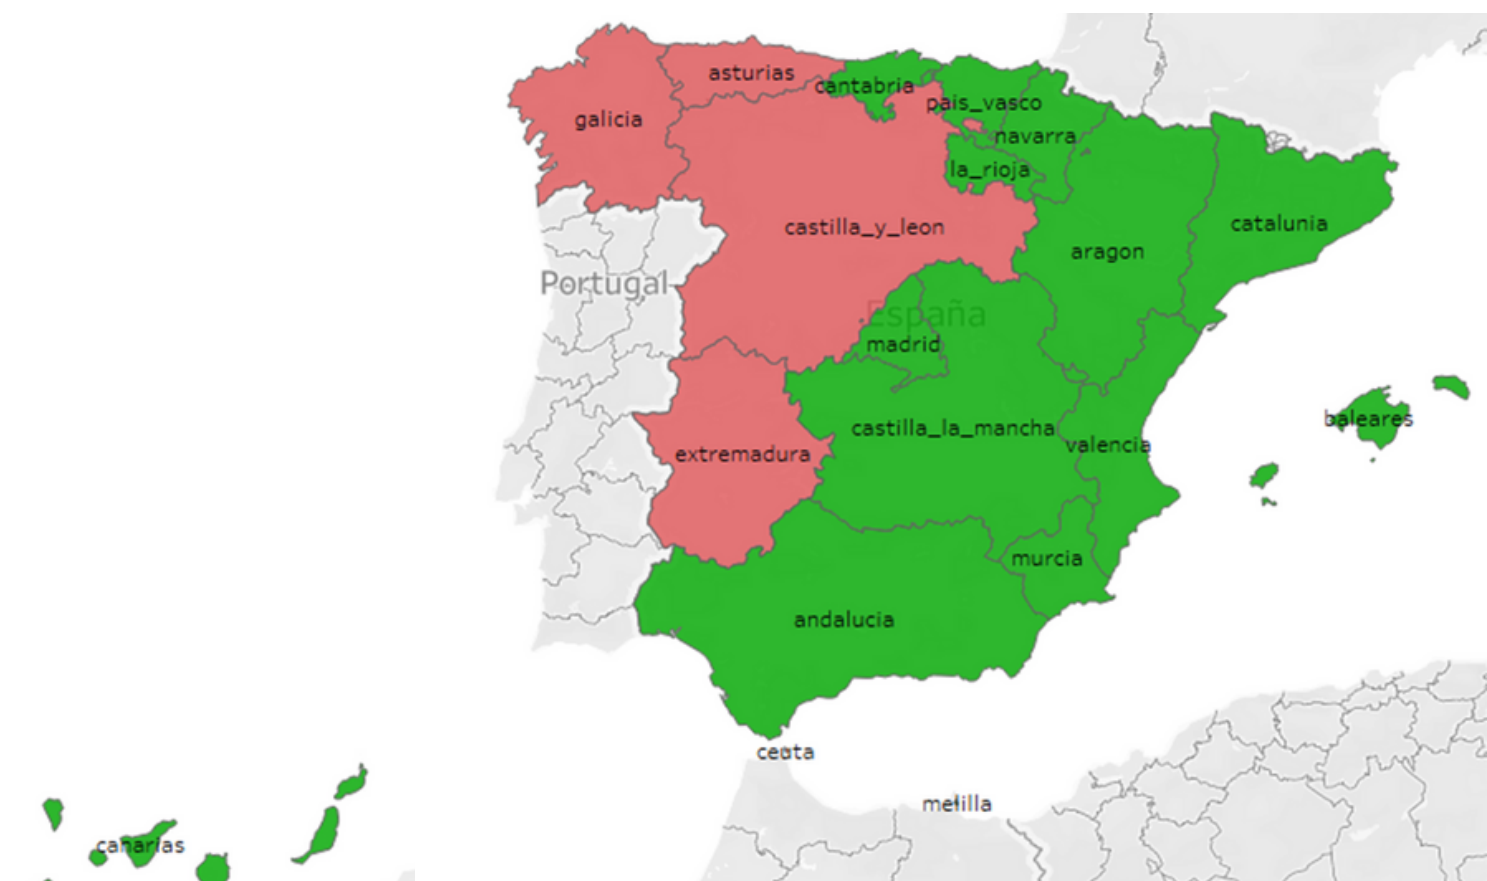 asturias
cantabria
pais_vasco
galicia
navarra
la_rioja
castilla_y_leon
catalunia
aragon
Portugal
España
madrid
baleares
castilla_la_mancha
valencia
extremadura
murcia
andalucia
ceuta
melilla
canarias